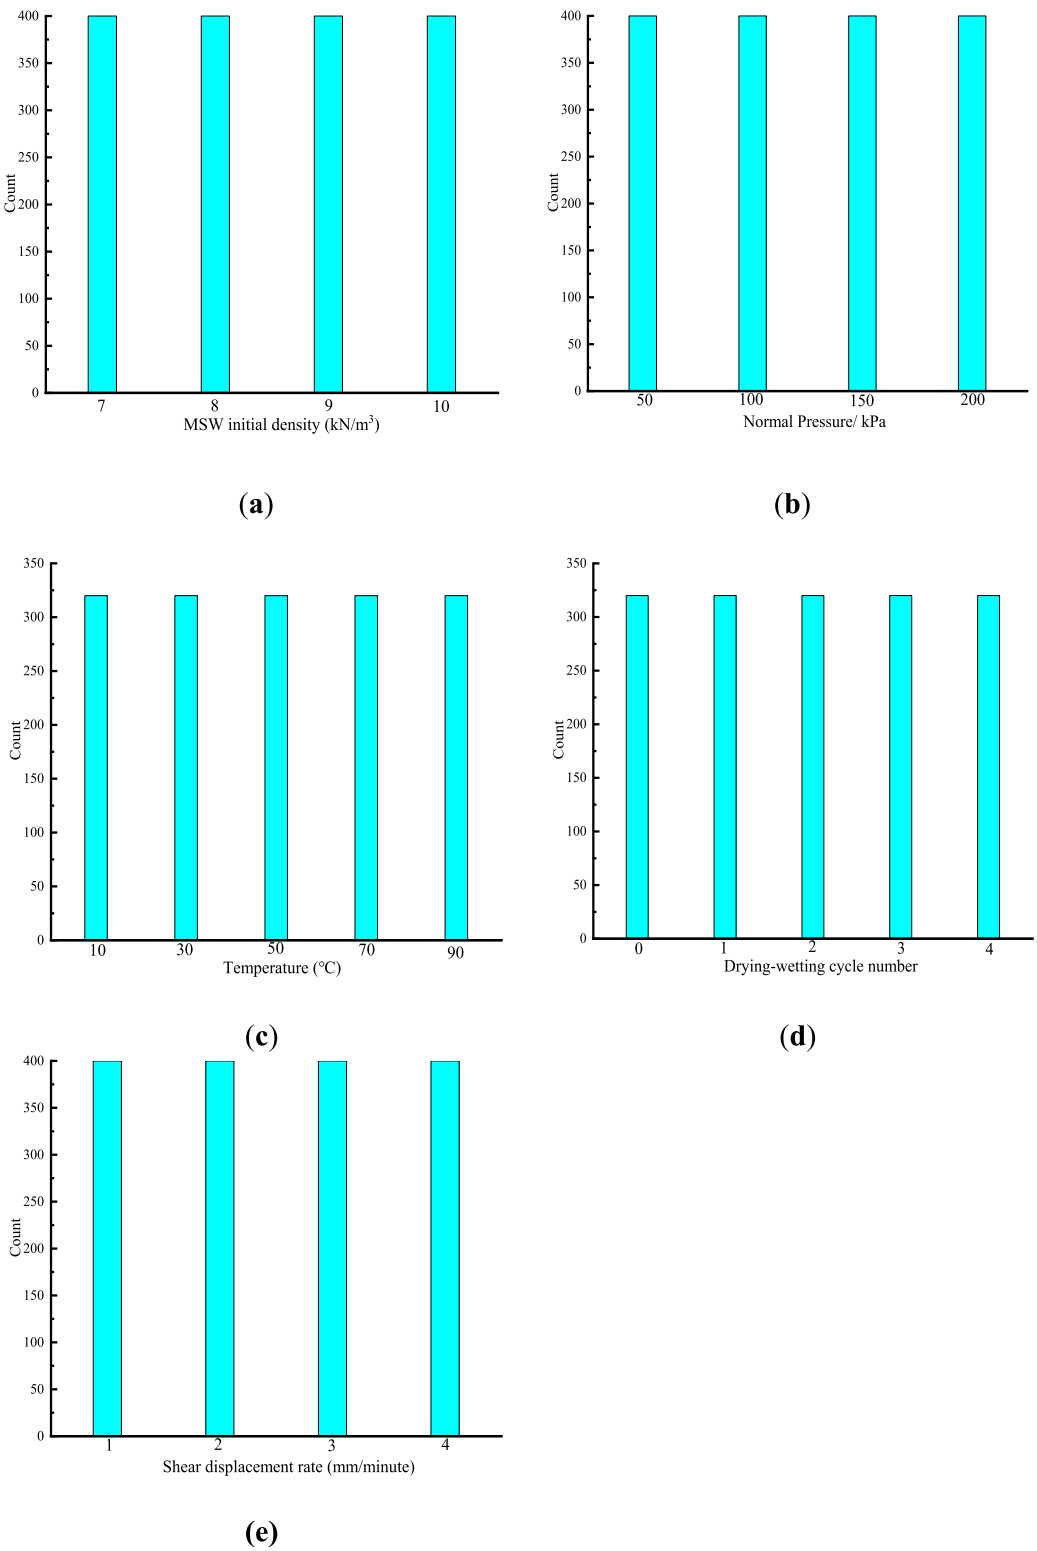 400
350
300
250
200
150
100
50
0
Count
7 8 9 10
MSW initial density (kN/m³)
(a)
400
350
300
250
200
150
100
50
0
Count
50 100 150 200
Normal Pressure/ kPa
(b)
350
300
250
200
150
100
50
0
Count
10 30 50 70 90
Temperature (℃)
(c)
350
300
250
200
150
100
50
0
Count
0 1 2 3 4
Drying-wetting cycle number
(d)
400
350
300
250
200
150
100
50
0
Count
1 2 3 4
Shear displacement rate (mm/minute)
(e)